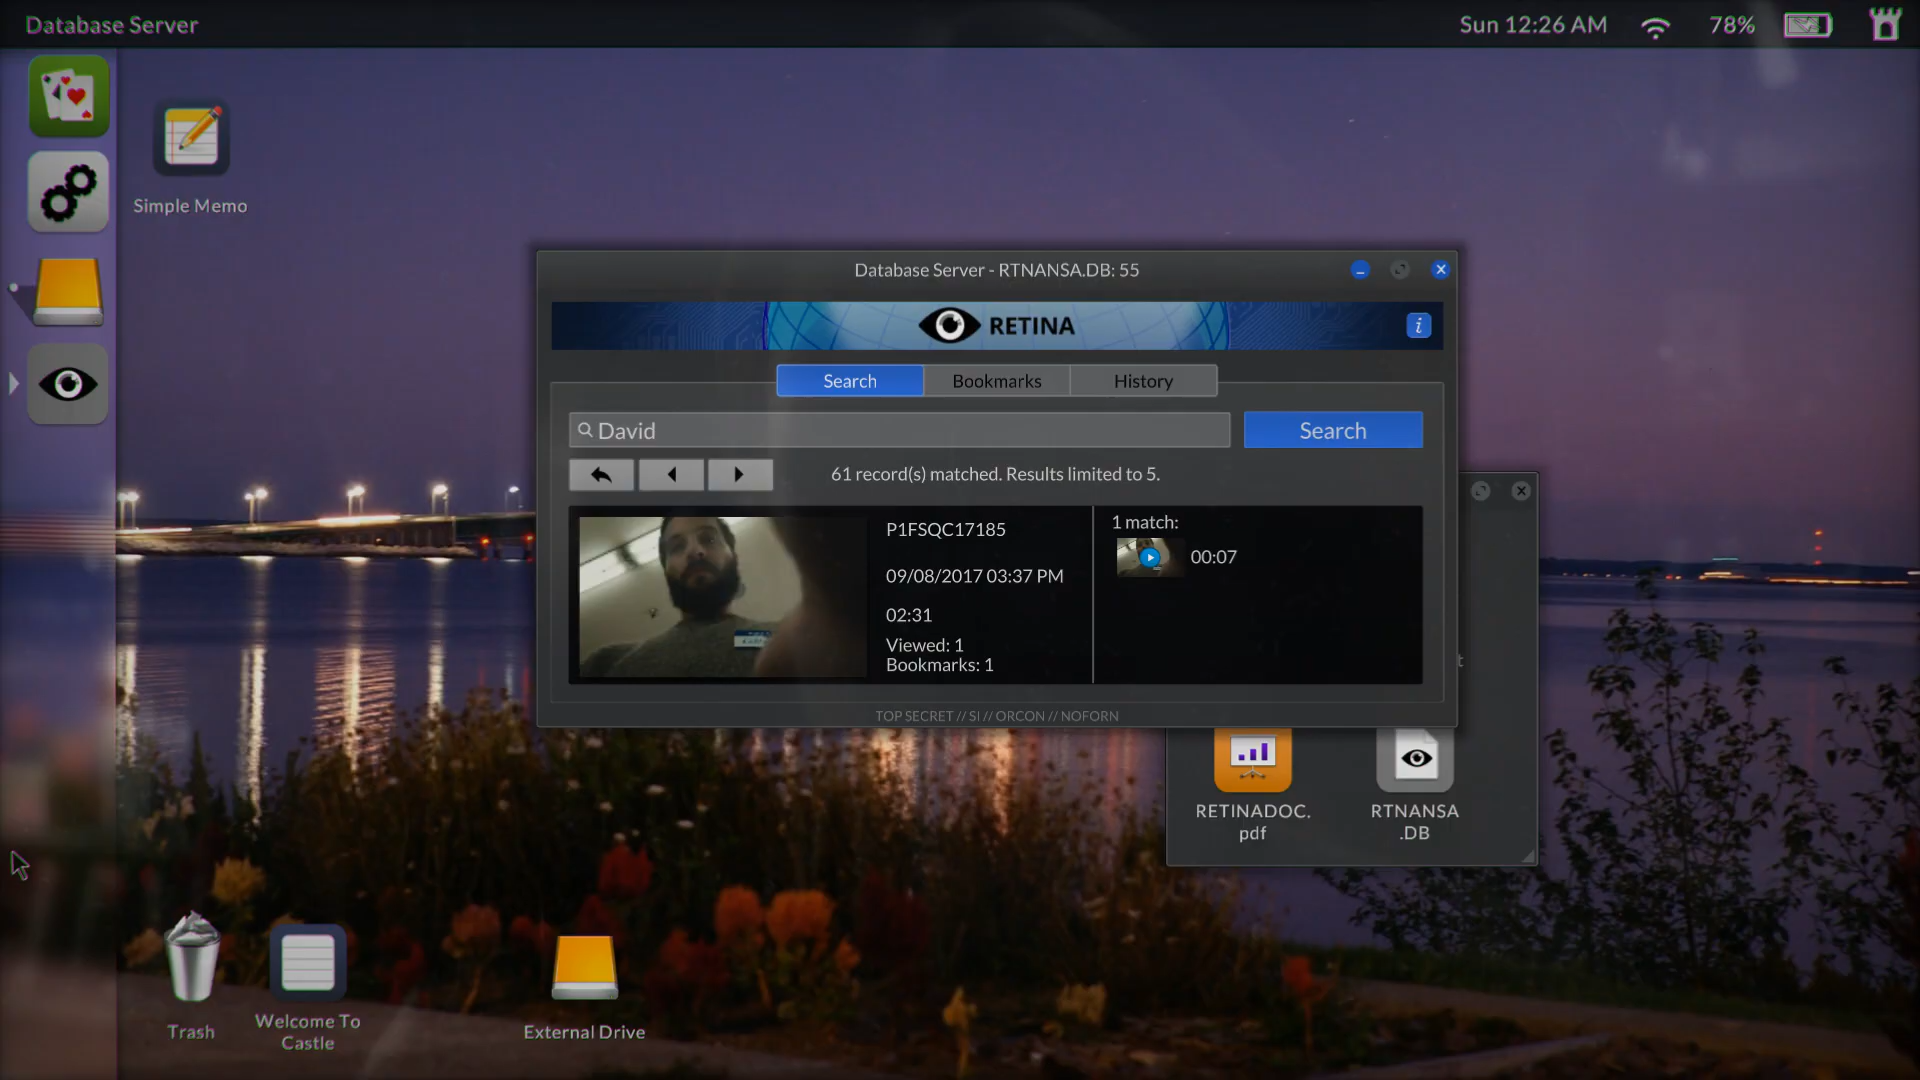 Database Server
Sun 12:26 AM
78%
Simple Memo
Database Server - RTNANSA.DB: 55
RETINA
i
Search
Bookmarks
History
David
Search
61 record(s) matched. Results limited to 5.
P1FSQC17185
09/08/2017 03:37 PM
02:31
Viewed: 1
Bookmarks: 1
1 match:
00:07
t
TOP SECRET // SI // ORCON // NOFORN
RETINADOC.
pdf
RTNANSA
.DB
Trash
Welcome To
Castle
External Drive